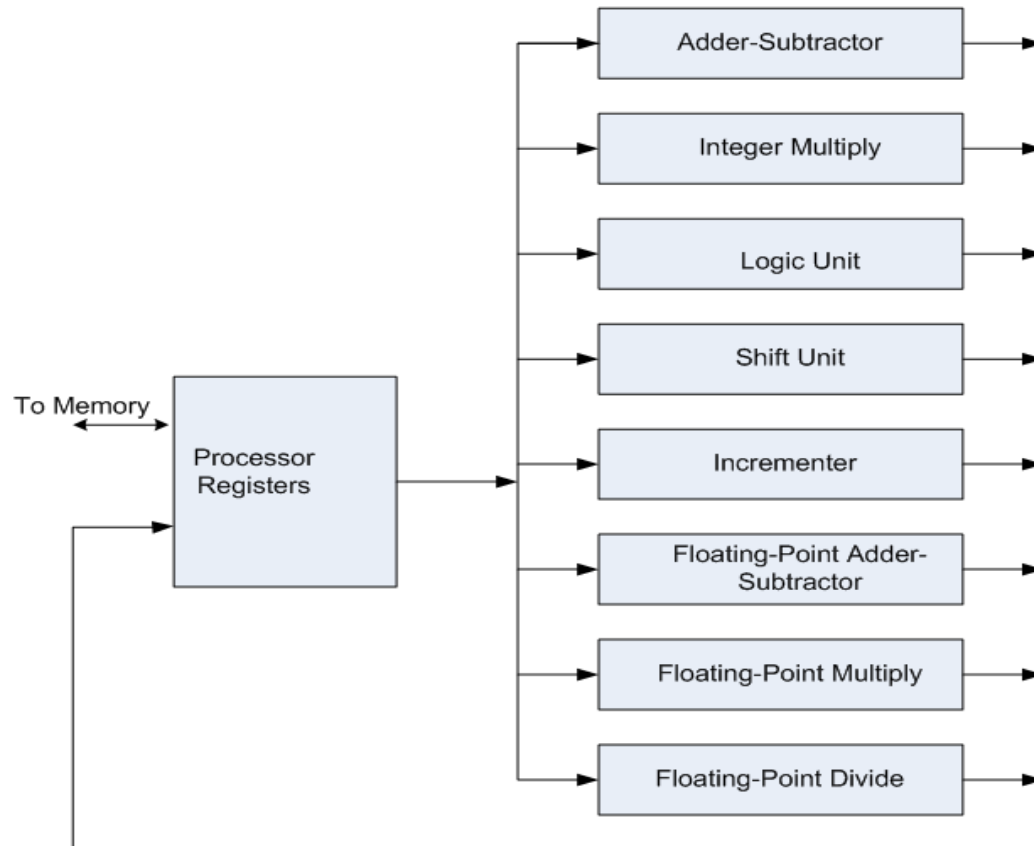 Adder-Subtractor
Integer Multiply
Logic Unit
Shift Unit
To Memory
Processor
Registers
Incrementer
Floating-Point Adder-
Subtractor
Floating-Point Multiply
Floating-Point Divide